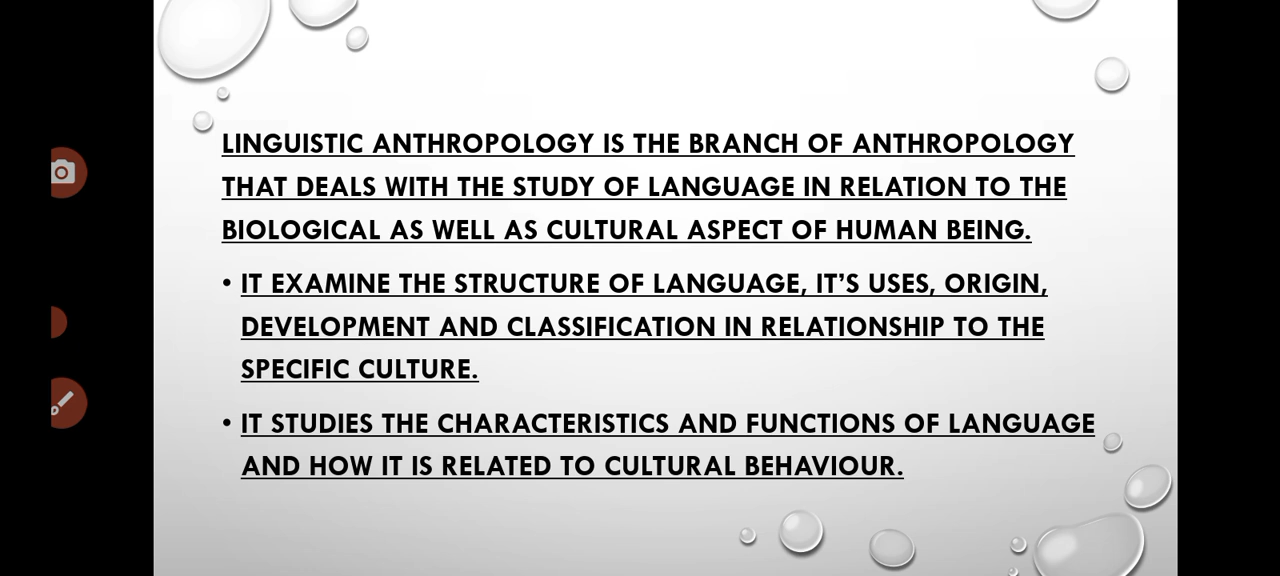 LINGUISTIC ANTHROPOLOGY IS THE BRANCH OF ANTHROPOLOGY
THAT DEALS WITH THE STUDY OF LANGUAGE IN RELATION TO THE
BIOLOGICAL AS WELL AS CULTURAL ASPECT OF HUMAN BEING.
• IT EXAMINE THE STRUCTURE OF LANGUAGE, IT’S USES, ORIGIN,
DEVELOPMENT AND CLASSIFICATION IN RELATIONSHIP TO THE
SPECIFIC CULTURE.
• IT STUDIES THE CHARACTERISTICS AND FUNCTIONS OF LANGUAGE
AND HOW IT IS RELATED TO CULTURAL BEHAVIOUR.